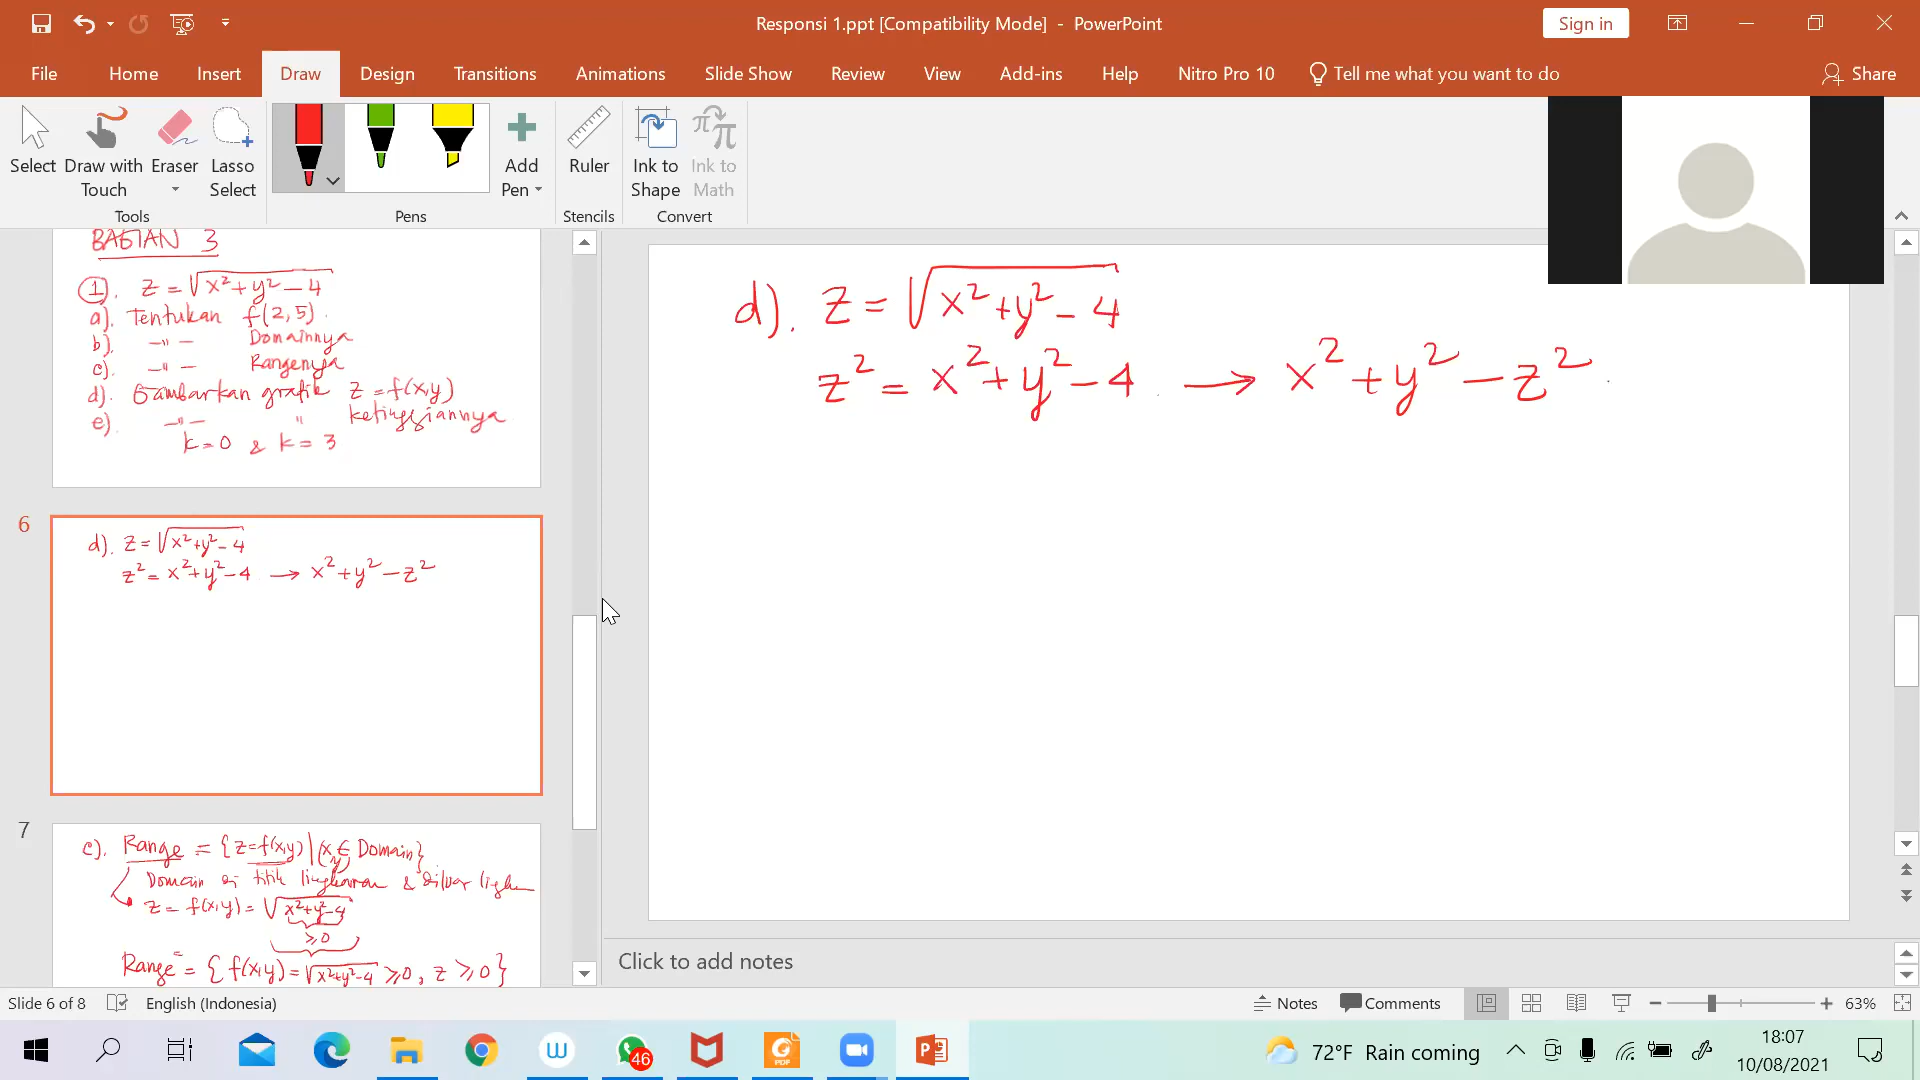 Responsi 1.ppt [Compatibility Mode] - PowerPoint
Sign in
File Home Insert Draw Design Transitions Animations Slide Show Review View Add-ins Help Nitro Pro 10 Tell me what you want to do Share
Select
Draw with Touch
Eraser
Lasso Select
Add Pen
Ruler
Ink to Shape
Ink to Math
Tools
Pens
Stencils
Convert
BAGIAN 3
1). z = √x²+y²-4
a). Tentukan f(2,5).
b). -"- Domainnya
c). -"- Rangenya
d). Gambarkan grafik z = f(x,y)
e). -"- " ketinggiannya
k=0 & k = 3
6
d). z = √x²+y²-4
z² = x²+y²-4 → x²+y²-z²
7
c). Range = {z=f(x,y) | (x,y) ∈ Domain}
Domain di titik lingkaran & diluar
z = f(x,y) = √x²+y²-4
≥0
Range = {f(x,y) = √x²+y²-4 ≥0, z ≥0}
d). z = √x²+y²-4
z² = x²+y²-4 → x²+y²-z²
Click to add notes
Slide 6 of 8 English (Indonesia) Notes Comments 63%
W
46
PDF
72°F Rain coming
18:07
10/08/2021